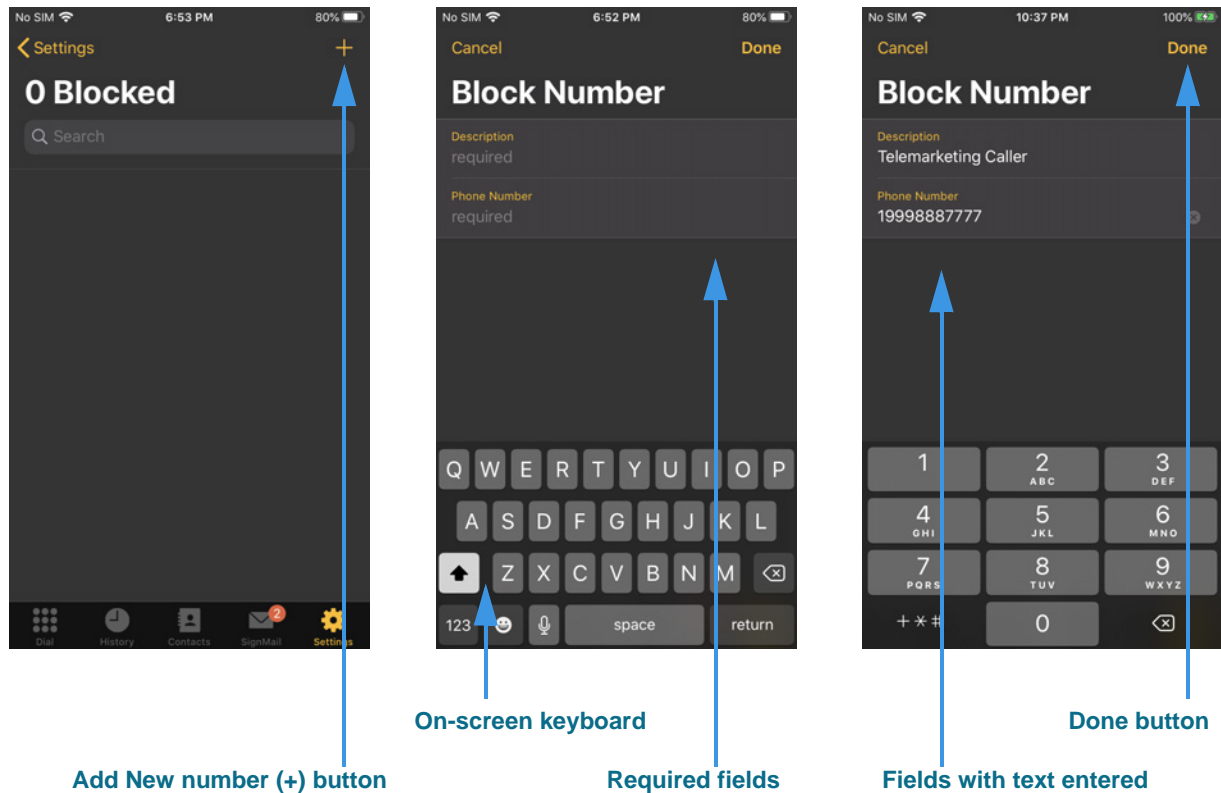 No SIM 6:53 PM 80%
Settings +
0 Blocked
Search
Dial History Contacts SignMail 2 Settings
No SIM 6:52 PM 80%
Cancel Done
Block Number
Description
required
Phone Number
required
Q W E R T Y U I O P
A S D F G H J K L
Z X C V B N M
123 space return
No SIM 10:37 PM 100%
Cancel Done
Block Number
Description
Telemarketing Caller
Phone Number
19998887777
1 2 3
ABC DEF
4 5 6
GHI JKL MNO
7 8 9
PQRS TUV WXYZ
+*# 0
On-screen keyboard
Done button
Add New number (+) button
Required fields
Fields with text entered